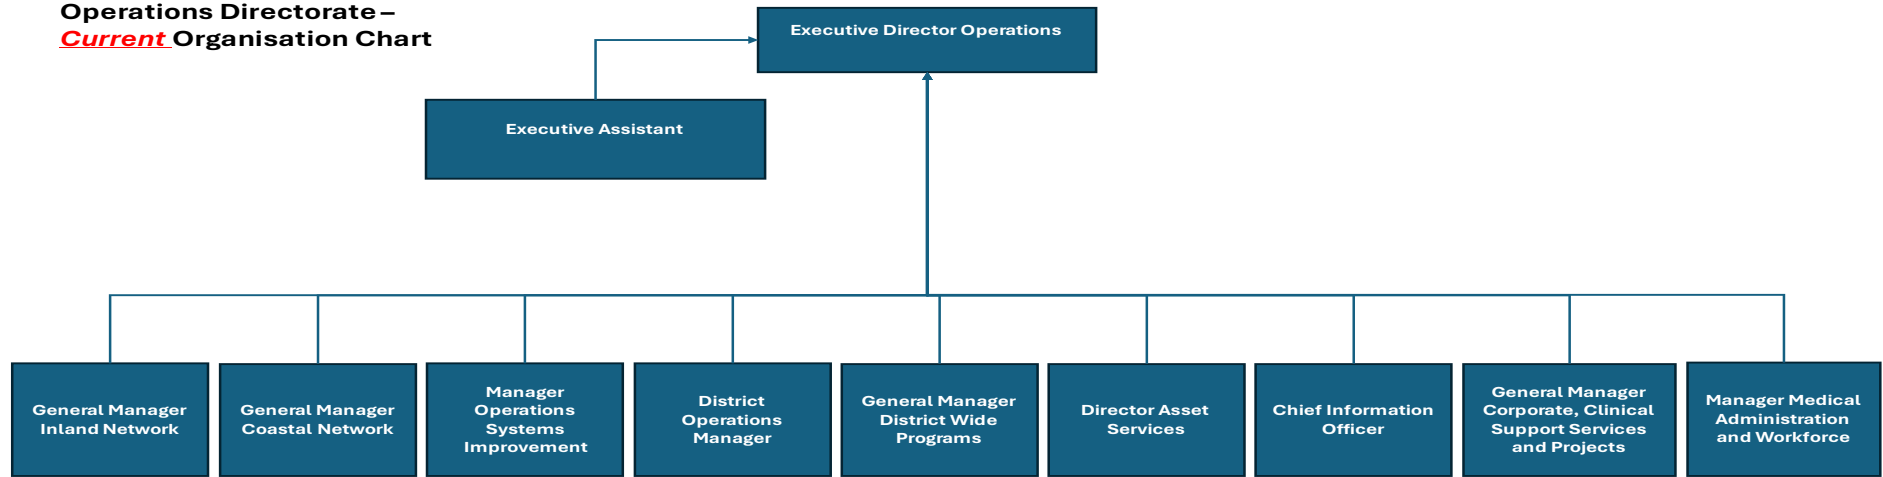 Operations Directorate –
Current Organisation Chart
Executive Director Operations
Executive Assistant
General Manager
Inland Network
General Manager
Coastal Network
Manager
Operations
Systems
Improvement
District
Operations
Manager
General Manager
District Wide
Programs
Director Asset
Services
Chief Information
Officer
General Manager
Corporate, Clinical
Support Services
and Projects
Manager Medical
Administration
and Workforce